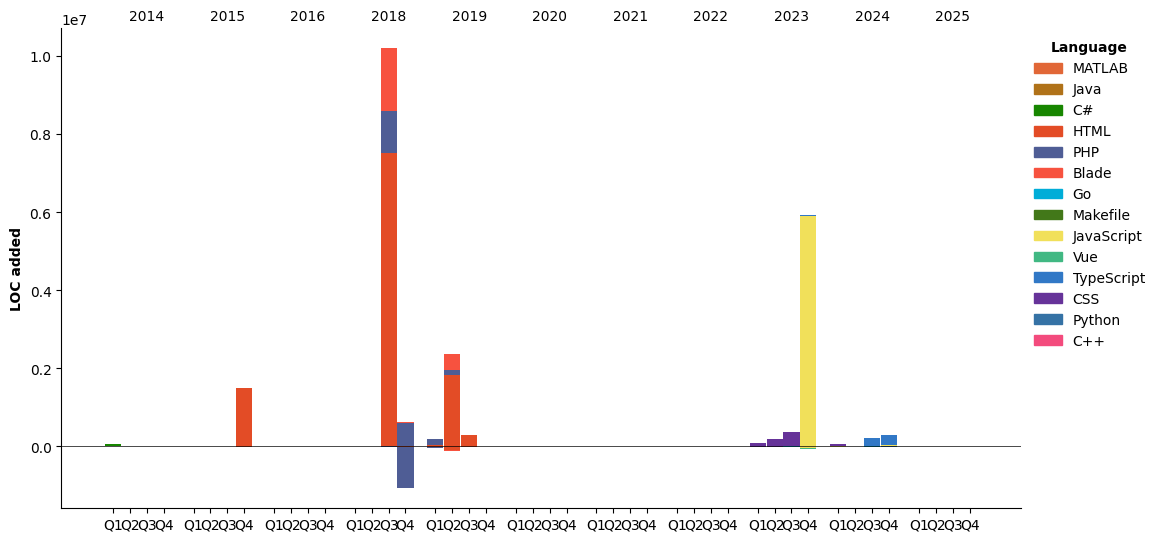 2014 2015 2016 2018 2019 2020 2021 2022 2023 2024 2025
1e7
1.0
0.8
0.6
0.4
0.2
0.0
LOC added
Q1Q2Q3Q4 Q1Q2Q3Q4 Q1Q2Q3Q4 Q1Q2Q3Q4 Q1Q2Q3Q4 Q1Q2Q3Q4 Q1Q2Q3Q4 Q1Q2Q3Q4 Q1Q2Q3Q4 Q1Q2Q3Q4 Q1Q2Q3Q4
Language
MATLAB
Java
C#
HTML
PHP
Blade
Go
Makefile
JavaScript
Vue
TypeScript
CSS
Python
C++